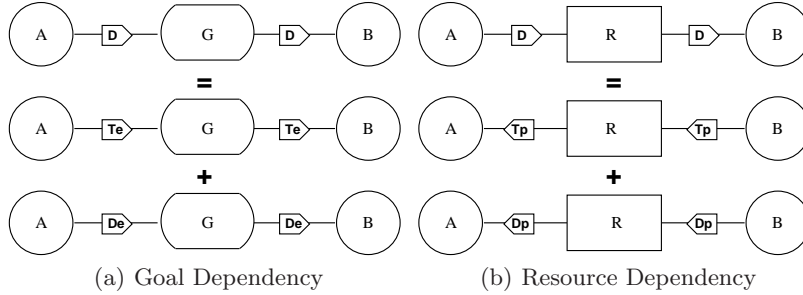 A D G D B A D R D B
= =
A Te G Te B A Tp R Tp B
+ +
A De G De B A Dp R Dp B
(a) Goal Dependency (b) Resource Dependency